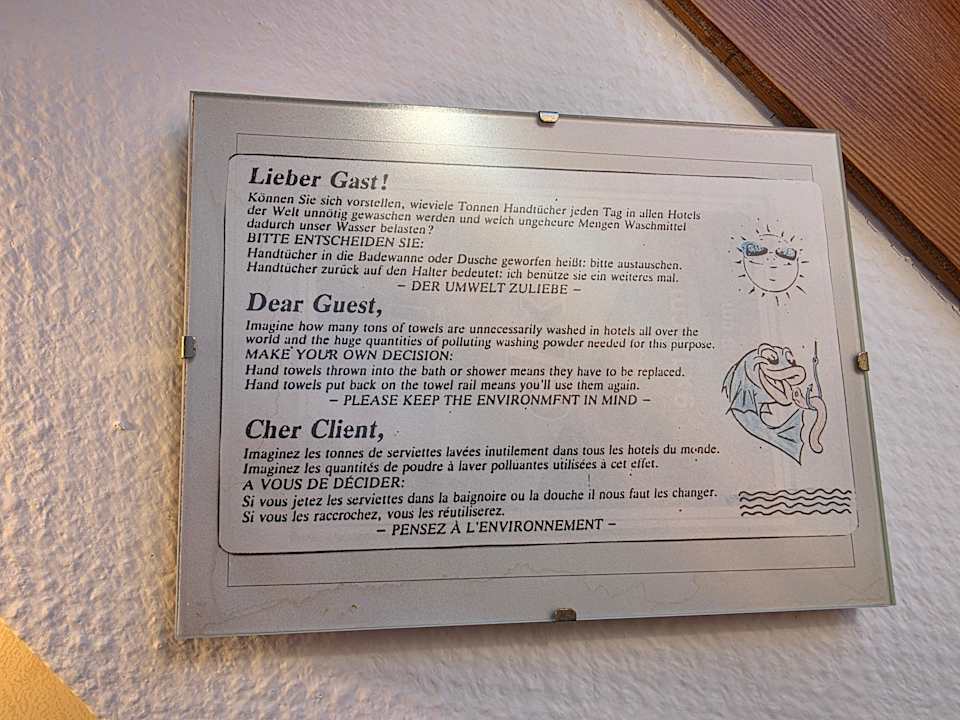 Lieber Gast!
Können Sie sich vorstellen, wieviele Tonnen Handtücher jeden Tag in allen Hotels
der Welt unnötig gewaschen werden und welch ungeheure Mengen Waschmittel
dadurch unser Wasser belasten?
BITTE ENTSCHEIDEN SIE:
Handtücher in die Badewanne oder Dusche geworfen heißt: bitte austauschen.
Handtücher zurück auf den Halter bedeutet: ich benütze sie ein weiteres mal.
– DER UMWELT ZULIEBE –
Dear Guest,
Imagine how many tons of towels are unnecessarily washed in hotels all over the
world and the huge quantities of polluting washing powder needed for this purpose.
MAKE YOUR OWN DECISION:
Hand towels thrown into the bath or shower means they have to be replaced.
Hand towels put back on the towel rail means you'll use them again.
– PLEASE KEEP THE ENVIRONMENT IN MIND –
Cher Client,
Imaginez les tonnes de serviettes lavées inutilement dans tous les hotels du monde.
Imaginez les quantités de poudre à laver polluantes utilisées à cet effet.
A VOUS DE DÉCIDER:
Si vous jetez les serviettes dans la baignoire ou la douche il nous faut les changer.
Si vous les raccrochez, vous les réutiliserez.
– PENSEZ À L'ENVIRONNEMENT –